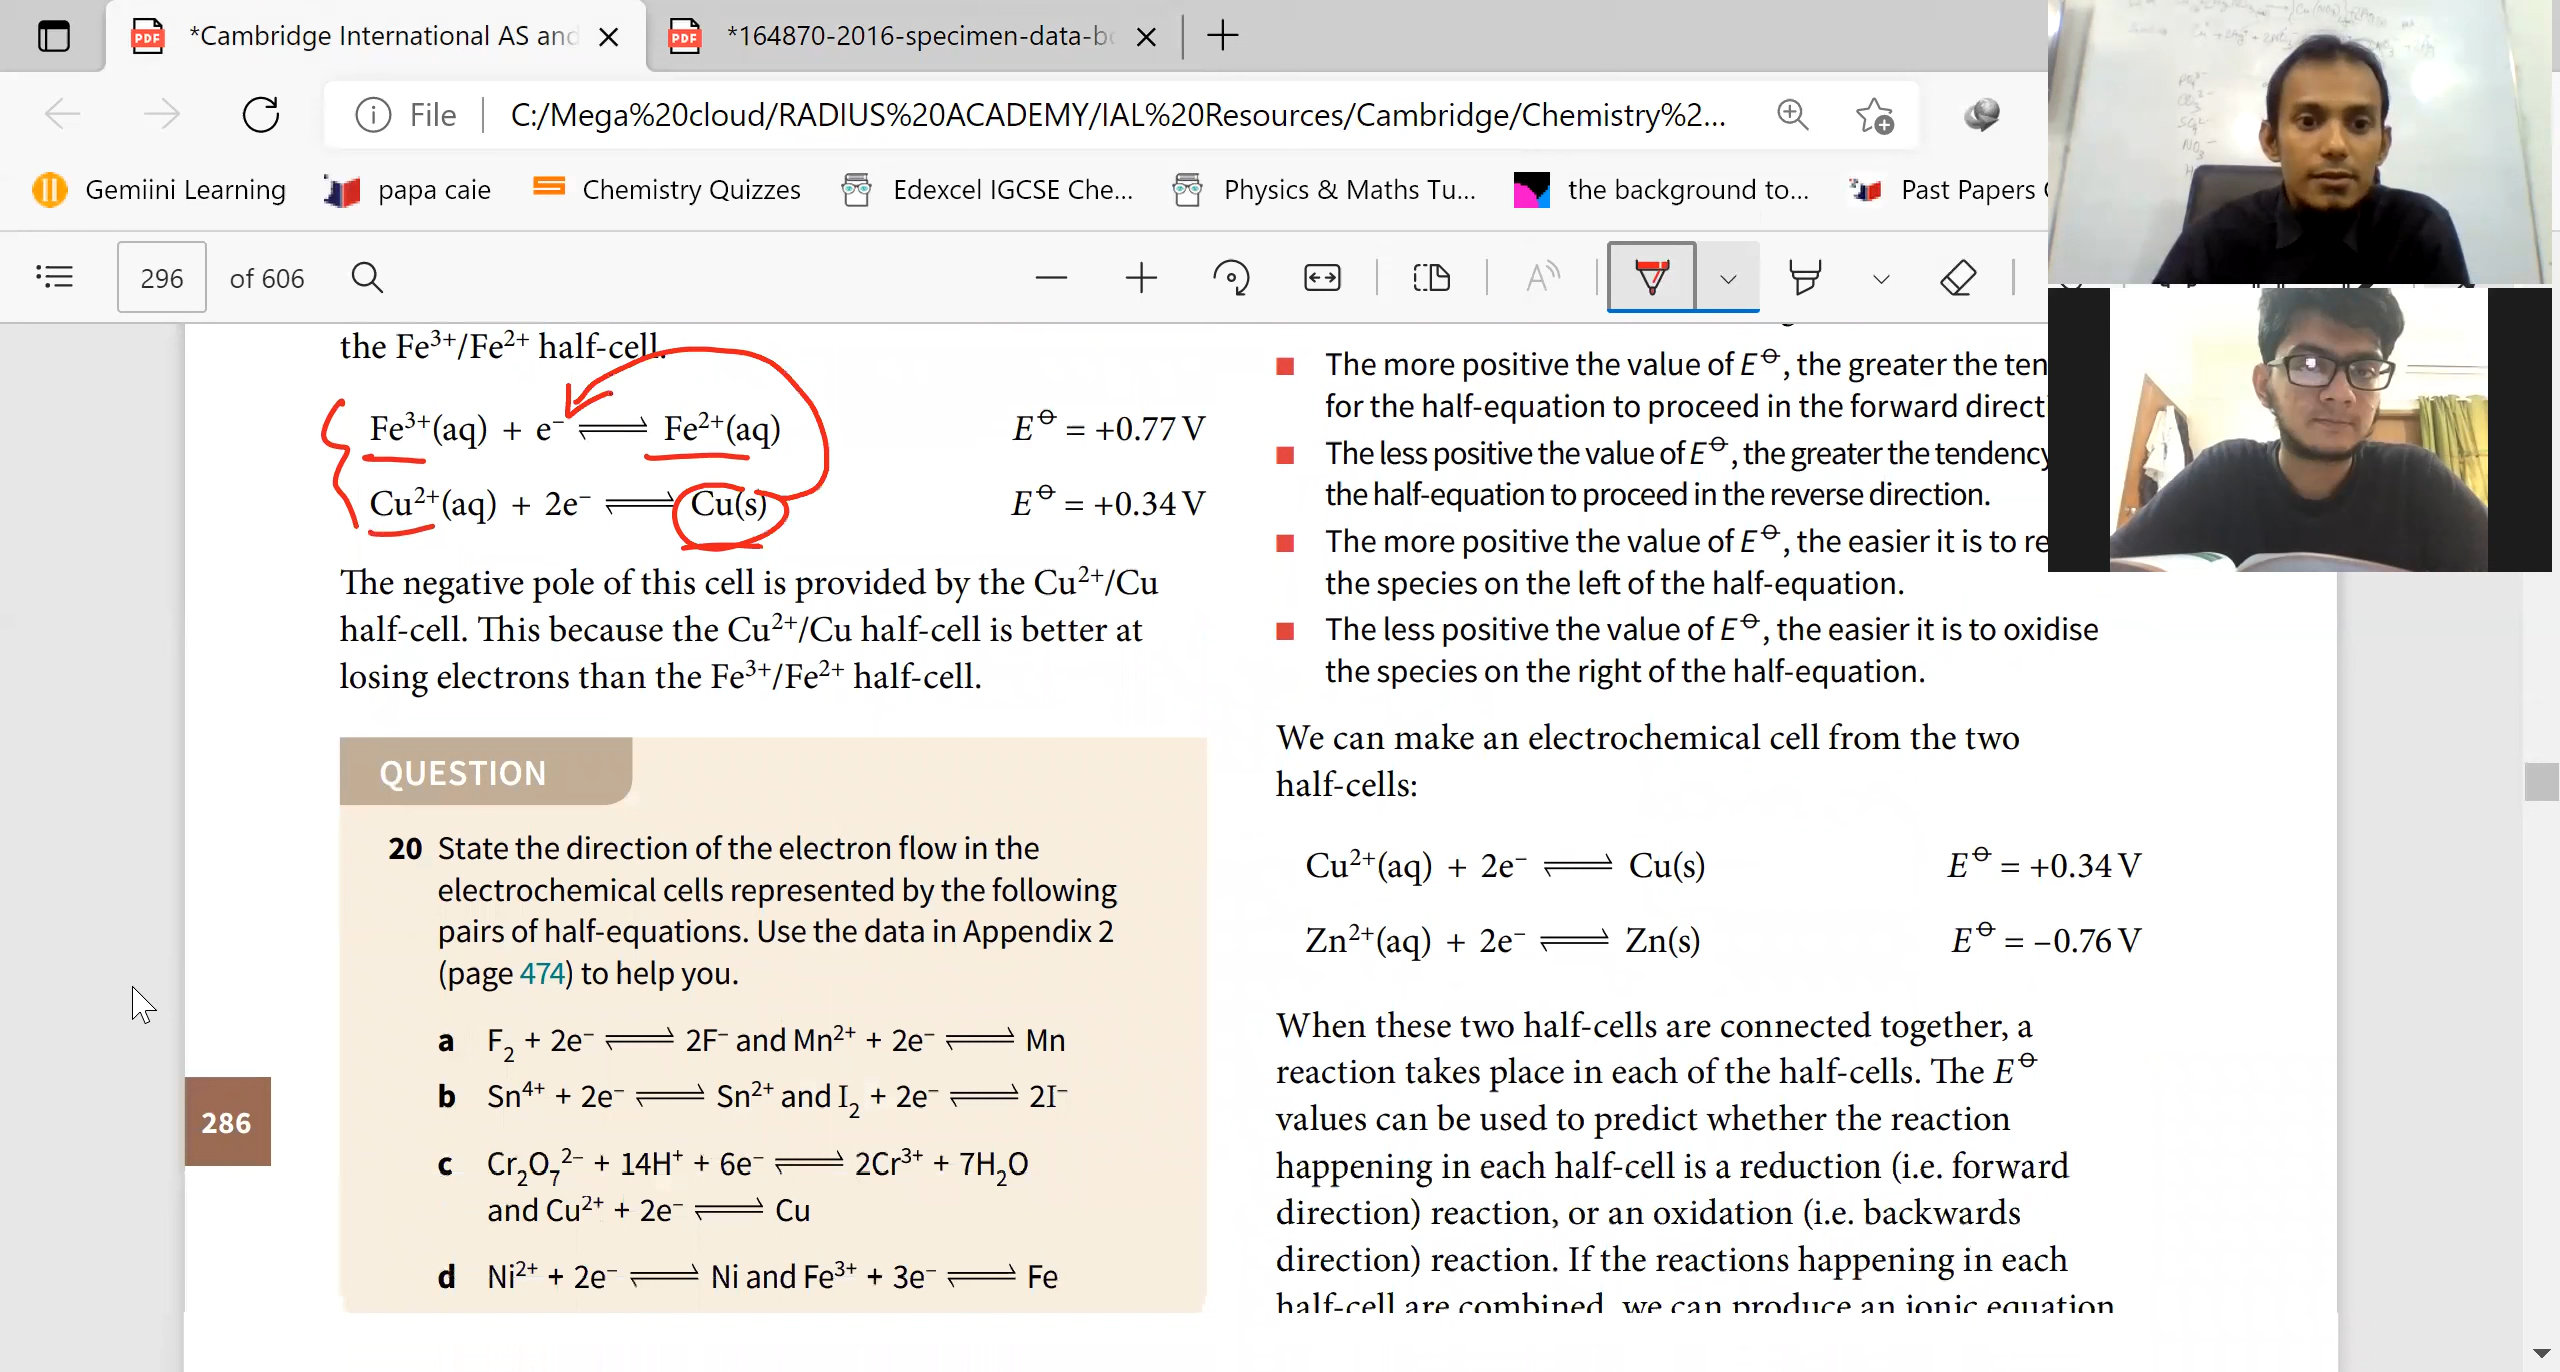 *Cambridge International AS and
*164870-2016-specimen-data-bo
File
C:/Mega%20cloud/RADIUS%20ACADEMY/IAL%20Resources/Cambridge/Chemistry%2...
Gemiini Learning
papa caie
Chemistry Quizzes
Edexcel IGCSE Che...
Physics & Maths Tu...
the background to...
Past Papers
296 of 606
the Fe³⁺/Fe²⁺ half-cell.
Fe³⁺(aq) + e⁻ ⇌ Fe²⁺(aq) E⦵ = +0.77 V
Cu²⁺(aq) + 2e⁻ ⇌ Cu(s) E⦵ = +0.34 V
The negative pole of this cell is provided by the Cu²⁺/Cu
half-cell. This because the Cu²⁺/Cu half-cell is better at
losing electrons than the Fe³⁺/Fe²⁺ half-cell.
QUESTION
20 State the direction of the electron flow in the
electrochemical cells represented by the following
pairs of half-equations. Use the data in Appendix 2
(page 474) to help you.
a F₂ + 2e⁻ ⇌ 2F⁻ and Mn²⁺ + 2e⁻ ⇌ Mn
b Sn⁴⁺ + 2e⁻ ⇌ Sn²⁺ and I₂ + 2e⁻ ⇌ 2I⁻
c Cr₂O₇²⁻ + 14H⁺ + 6e⁻ ⇌ 2Cr³⁺ + 7H₂O
and Cu²⁺ + 2e⁻ ⇌ Cu
d Ni²⁺ + 2e⁻ ⇌ Ni and Fe³⁺ + 3e⁻ ⇌ Fe
286
■ The more positive the value of E⦵, the greater the ten
for the half-equation to proceed in the forward directi
■ The less positive the value of E⦵, the greater the tendency
the half-equation to proceed in the reverse direction.
■ The more positive the value of E⦵, the easier it is to re
the species on the left of the half-equation.
■ The less positive the value of E⦵, the easier it is to oxidise
the species on the right of the half-equation.
We can make an electrochemical cell from the two
half-cells:
Cu²⁺(aq) + 2e⁻ ⇌ Cu(s) E⦵ = +0.34 V
Zn²⁺(aq) + 2e⁻ ⇌ Zn(s) E⦵ = –0.76 V
When these two half-cells are connected together, a
reaction takes place in each of the half-cells. The E⦵
values can be used to predict whether the reaction
happening in each half-cell is a reduction (i.e. forward
direction) reaction, or an oxidation (i.e. backwards
direction) reaction. If the reactions happening in each
half-cell are combined, we can produce an ionic equation